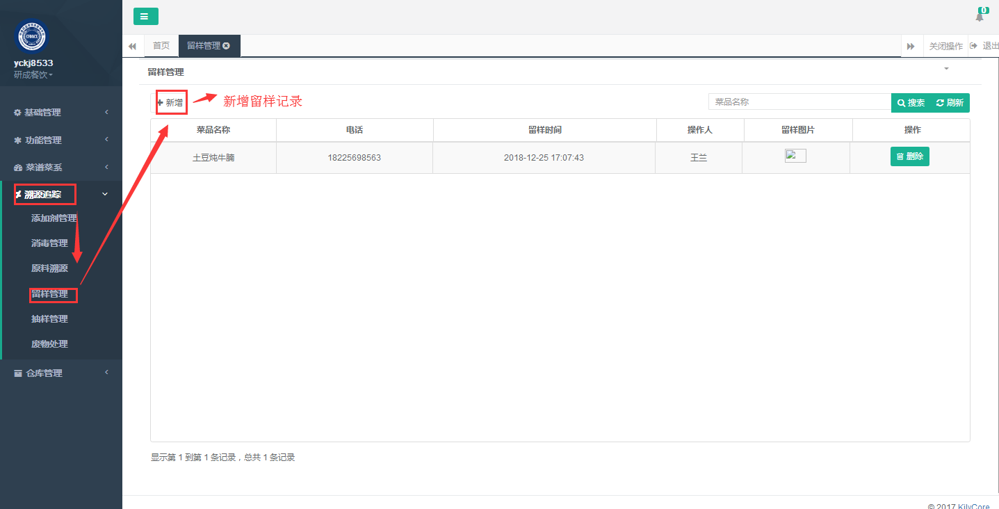 0
首页
留样管理
关闭操作
退出
CFDACX
yckj8533
研成餐饮
基础管理
功能管理
菜谱菜系
溯源追踪
添加剂管理
消毒管理
原料溯源
留样管理
抽样管理
废物处理
仓库管理
留样管理
新增
新增留样记录
菜品名称
搜索
刷新
菜品名称 电话 留样时间 操作人 留样图片 操作
土豆炖牛腩 18225698563 2018-12-25 17:07:43 王兰 删除
显示第 1 到第 1 条记录，总共 1 条记录
© 2017 KilyCore